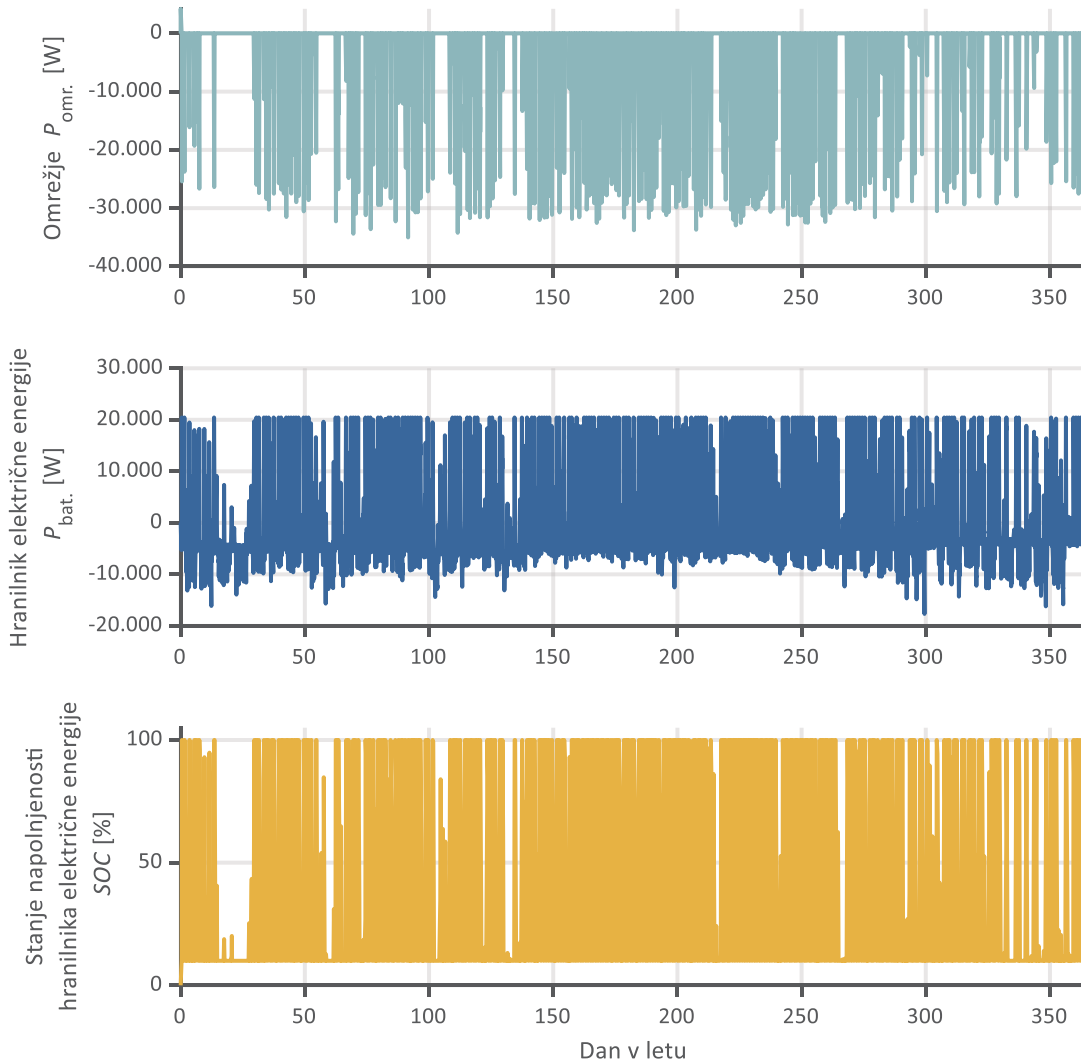 Omrežje P omr. [W]
0
-10.000
-20.000
-30.000
-40.000
0 50 100 150 200 250 300 350
Hranilnik električne energije
P bat. [W]
30.000
20.000
10.000
0
-10.000
-20.000
0 50 100 150 200 250 300 350
Stanje napolnjenosti
hranilnika električne energije
SOC [%]
100
50
0
0 50 100 150 200 250 300 350
Dan v letu